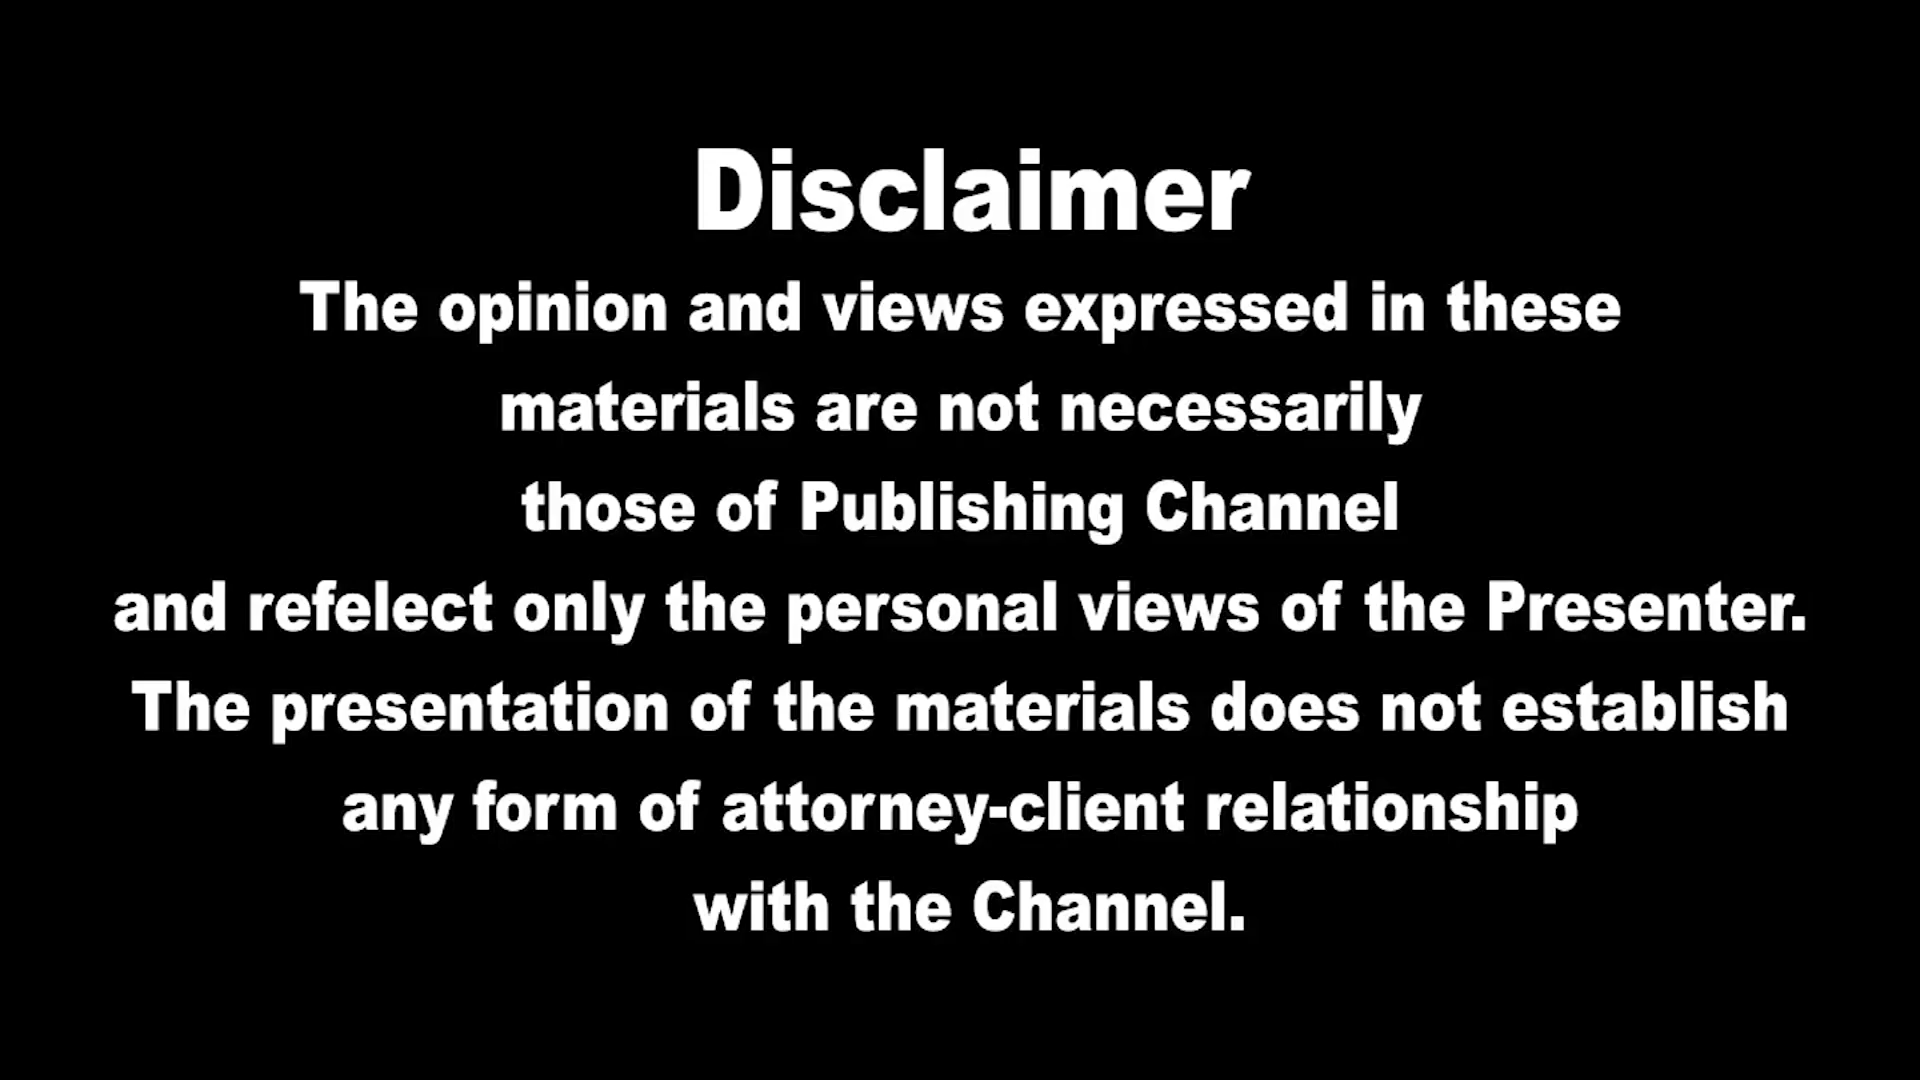 Disclaimer
The opinion and views expressed in these
materials are not necessarily
those of Publishing Channel
and refelect only the personal views of the Presenter.
The presentation of the materials does not establish
any form of attorney-client relationship
with the Channel.